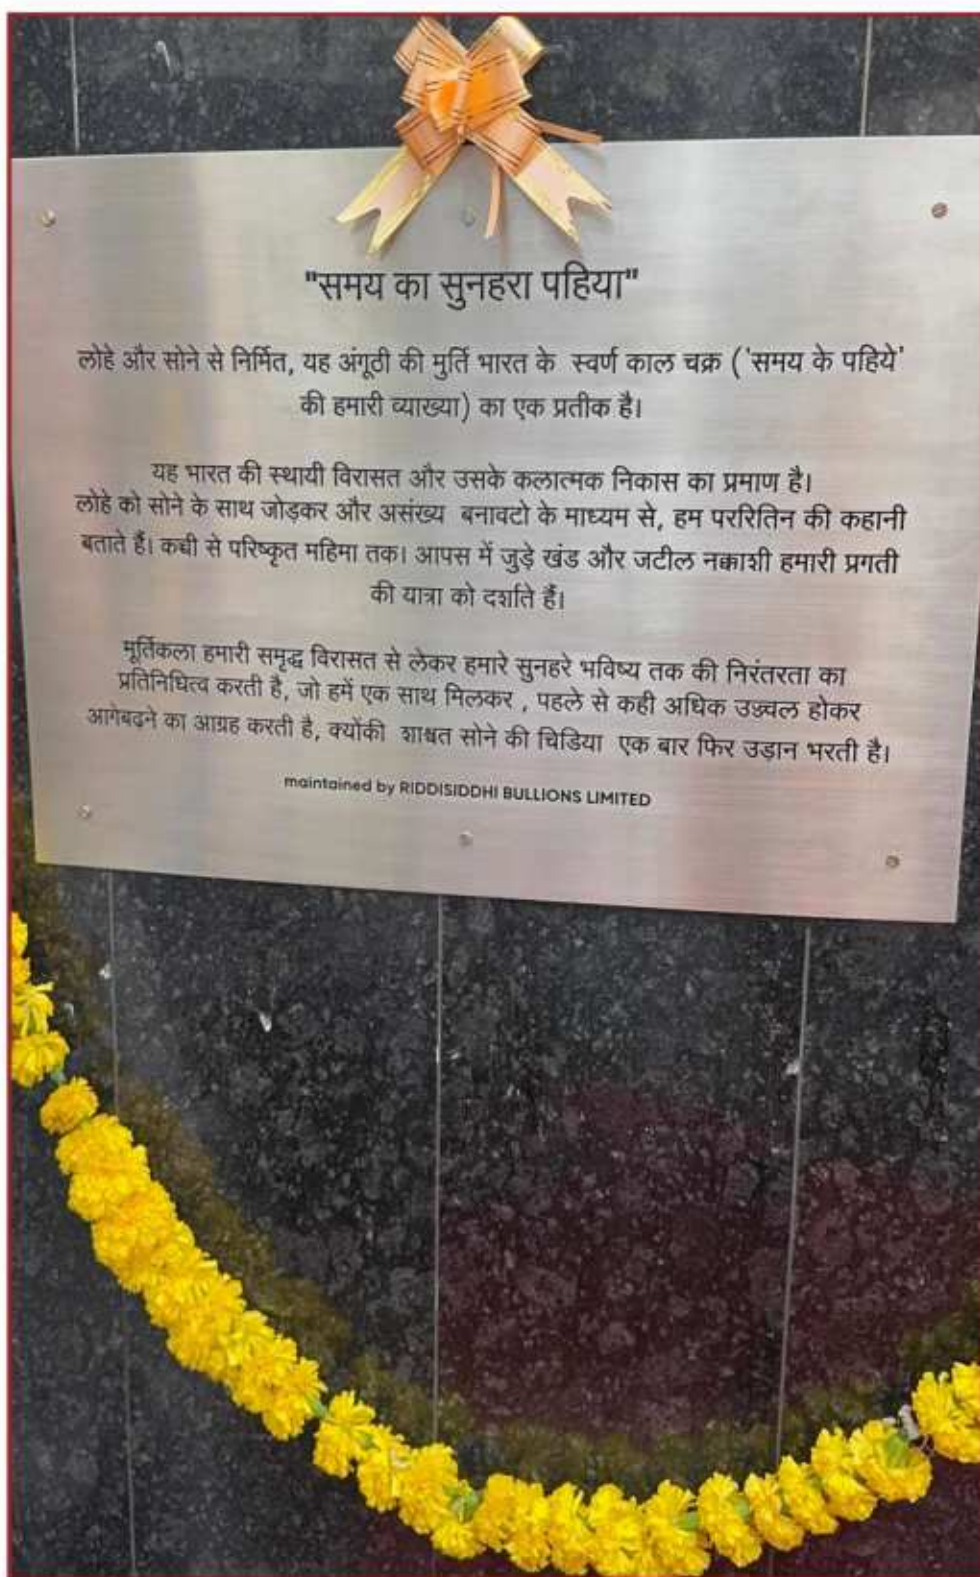 "समय का सुनहरा पहिया"
लोहे और सोने से निर्मित, यह अंगूठी की मुर्ति भारत के स्वर्ण काल चक्र ('समय के पहिये'
की हमारी व्याख्या) का एक प्रतीक है।
यह भारत की स्थायी विरासत और उसके कलात्मक निकास का प्रमाण है।
लोहे को सोने के साथ जोड़कर और असंख्य बनावटो के माध्यम से, हम पररितिन की कहानी
बताते हैं। कच्ची से परिष्कृत महिमा तक। आपस में जुड़े खंड और जटील नक्काशी हमारी प्रगती
की यात्रा को दर्शाते हैं।
मूर्तिकला हमारी समृद्ध विरासत से लेकर हमारे सुनहरे भविष्य तक की निरंतरता का
प्रतिनिधित्व करती है, जो हमें एक साथ मिलकर , पहले से कही अधिक उज्ज्वल होकर
आगेबढ़ने का आग्रह करती है, क्योंकी शाश्वत सोने की चिडिया एक बार फिर उड़ान भरती है।
maintained by RIDDISIDDHI BULLIONS LIMITED